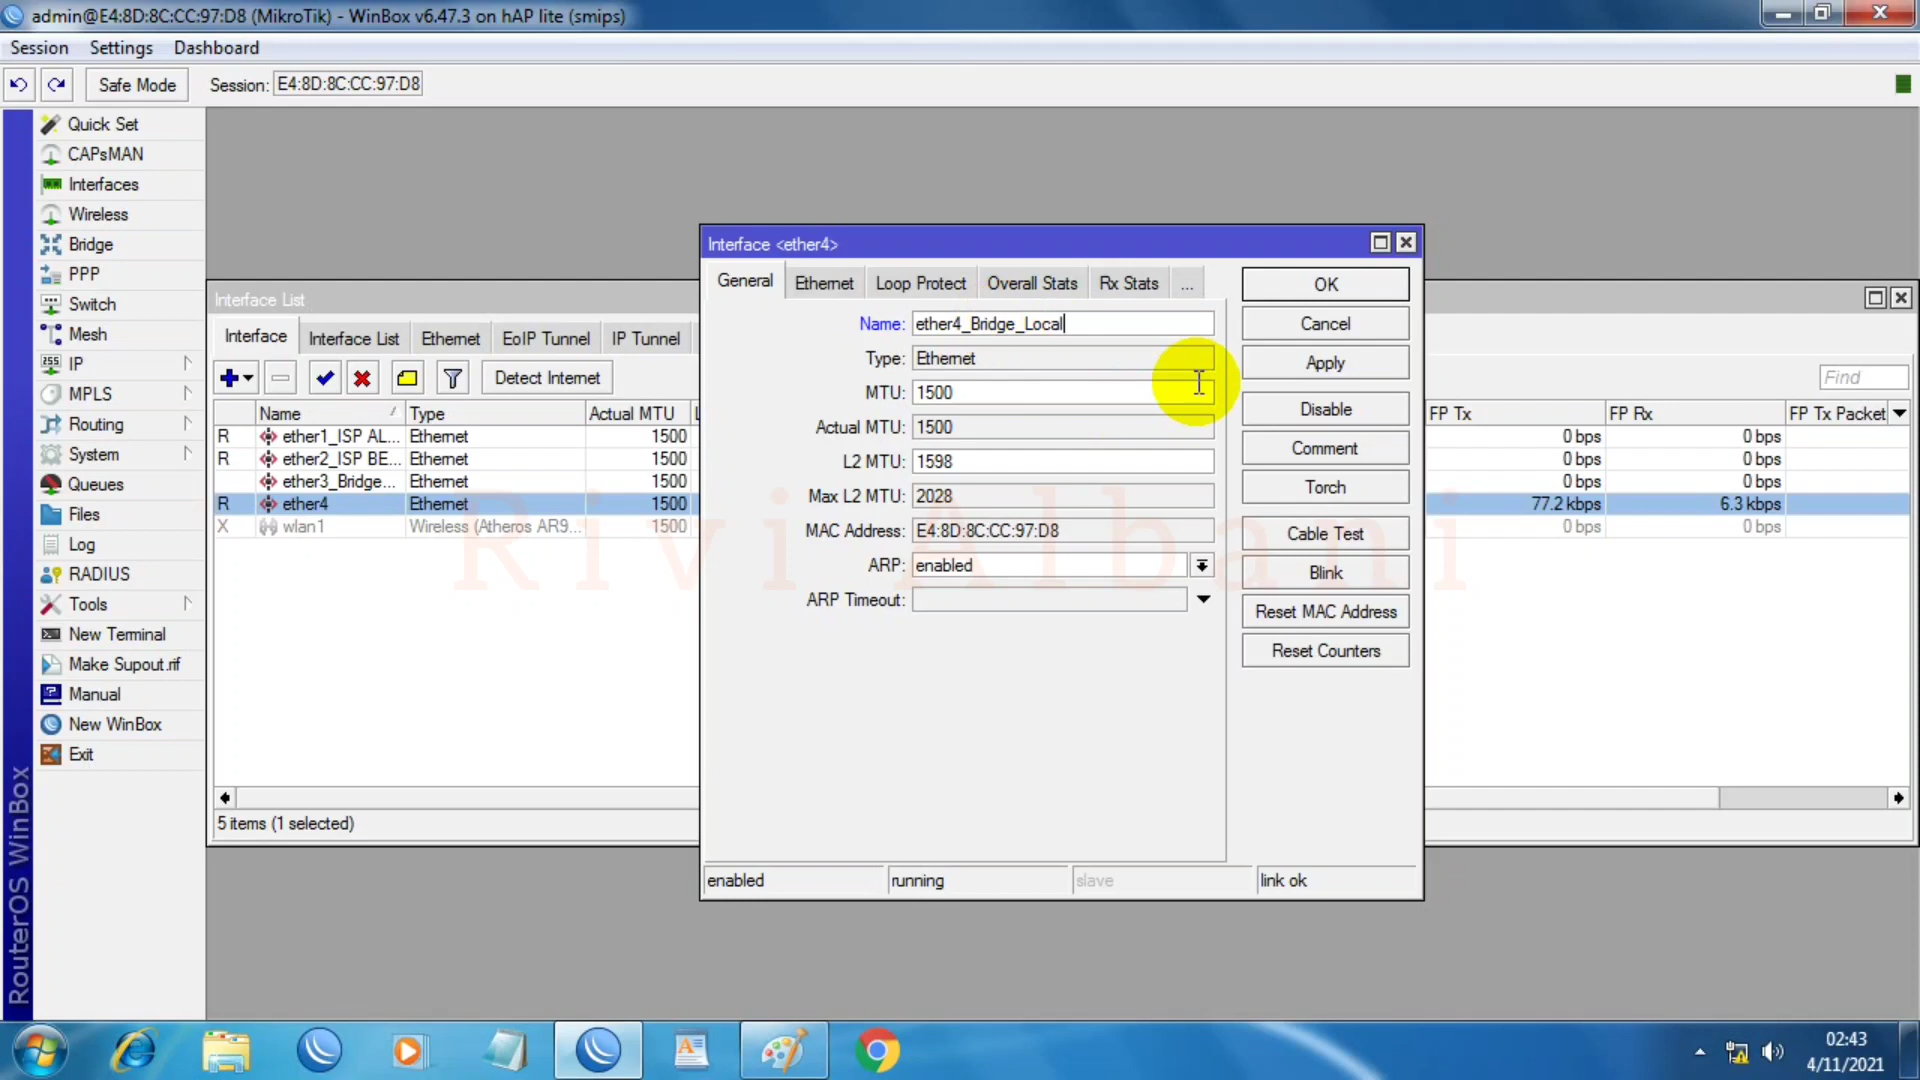 admin@E4:8D:8C:CC:97:D8 (MikroTik) - WinBox v6.47.3 on hAP lite (smips)
Session Settings Dashboard
Safe Mode Session: E4:8D:8C:CC:97:D8
Quick Set
CAPsMAN
Interfaces
Wireless
Bridge
PPP
Switch
Mesh
IP
MPLS
Routing
System
Queues
Files
Log
RADIUS
Tools
New Terminal
Make Supout.rif
Manual
New WinBox
Exit
RouterOS WinBox
Interface List
Interface Interface List Ethernet EoIP Tunnel IP Tunnel
Detect Internet
Find
Name Type Actual MTU L FP Tx FP Rx FP Tx Packet
R ether1_ISP AL... Ethernet 1500 0 bps 0 bps
R ether2_ISP BE... Ethernet 1500 0 bps 0 bps
ether3_Bridge... Ethernet 1500 0 bps 0 bps
R ether4 Ethernet 1500 77.2 kbps 6.3 kbps
X wlan1 Wireless (Atheros AR9... 1500 0 bps 0 bps
5 items (1 selected)
Interface <ether4>
General Ethernet Loop Protect Overall Stats Rx Stats ...
Name: ether4_Bridge_Local
Type: Ethernet
MTU: 1500
Actual MTU: 1500
L2 MTU: 1598
Max L2 MTU: 2028
MAC Address: E4:8D:8C:CC:97:D8
ARP: enabled
ARP Timeout:
OK
Cancel
Apply
Disable
Comment
Torch
Cable Test
Blink
Reset MAC Address
Reset Counters
enabled running slave link ok
Rivi Albani
02:43
4/11/2021